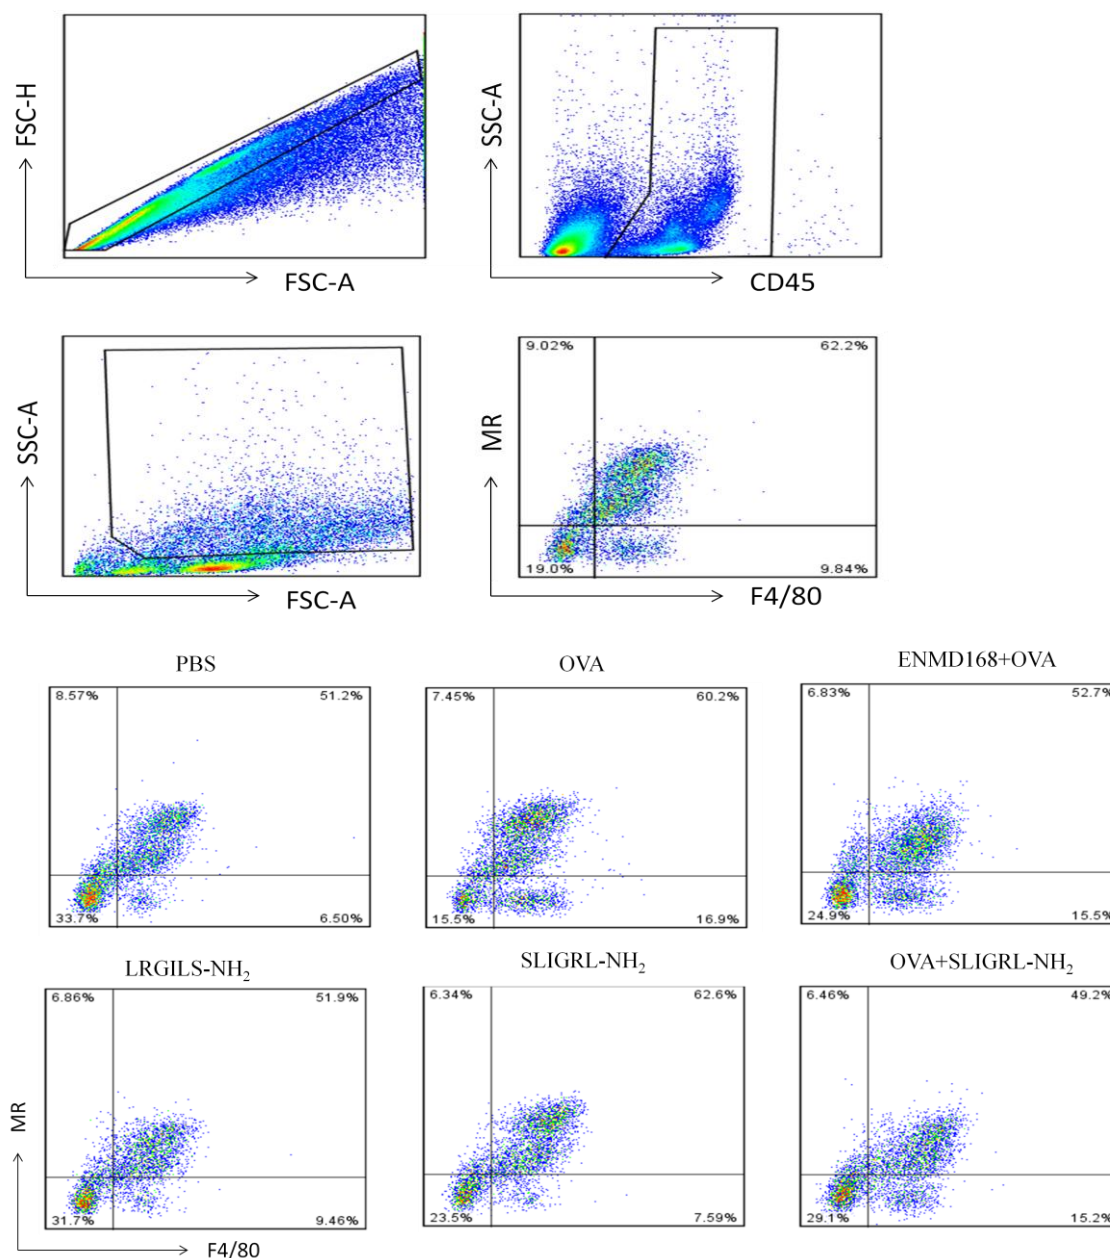 FSC-H
FSC-A
SSC-A
CD45
SSC-A
FSC-A
9.02% 62.2%
MR
19.0% 9.84%
F4/80
PBS OVA ENMD168+OVA
8.57% 51.2% 7.45% 60.2% 6.83% 52.7%
33.7% 6.50% 15.5% 16.9% 24.9% 15.5%
LRGILS-NH₂ SLIGRL-NH₂ OVA+SLIGRL-NH₂
6.86% 51.9% 6.34% 62.6% 6.46% 49.2%
MR
31.7% 9.46% 23.5% 7.59% 29.1% 15.2%
F4/80